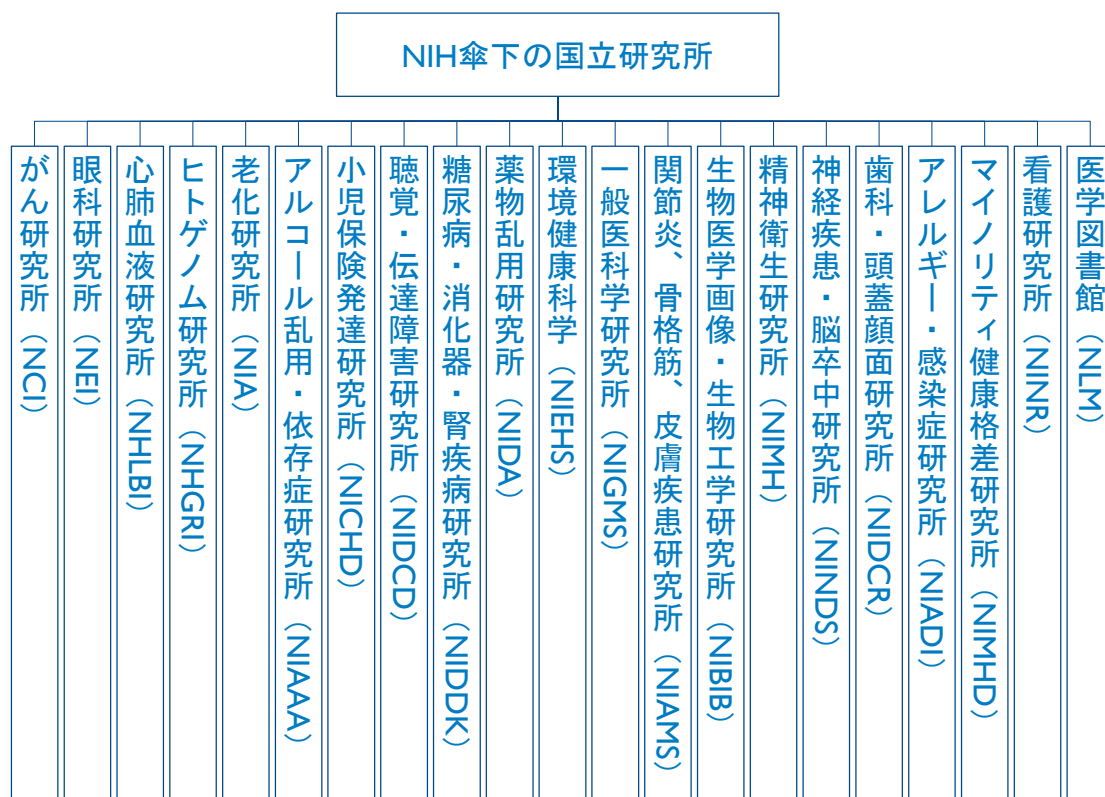 NIH傘下の国立研究所
がん研究所（NCI）
眼科研究所（NEI）
心肺血液研究所（NHLBI）
ヒトゲノム研究所（NHGRI）
老化研究所（NIA）
アルコール乱用・依存症研究所（NIAAA）
小児保険発達研究所（NICHD）
聴覚・伝達障害研究所（NIDCD）
糖尿病・消化器・腎疾病研究所（NIDDK）
薬物乱用研究所（NIDA）
環境健康科学（NIEHS）
一般医科学研究所（NIGMS）
関節炎、骨格筋、皮膚疾患研究所（NIAMS）
生物医学画像・生物工学研究所（NIBIB）
精神衛生研究所（NIMH）
神経疾患・脳卒中研究所（NINDS）
歯科・頭蓋顔面研究所（NIDCR）
アレルギー・感染症研究所（NIADI）
マイノリティ健康格差研究所（NIMHD）
看護研究所（NINR）
医学図書館（NLM）